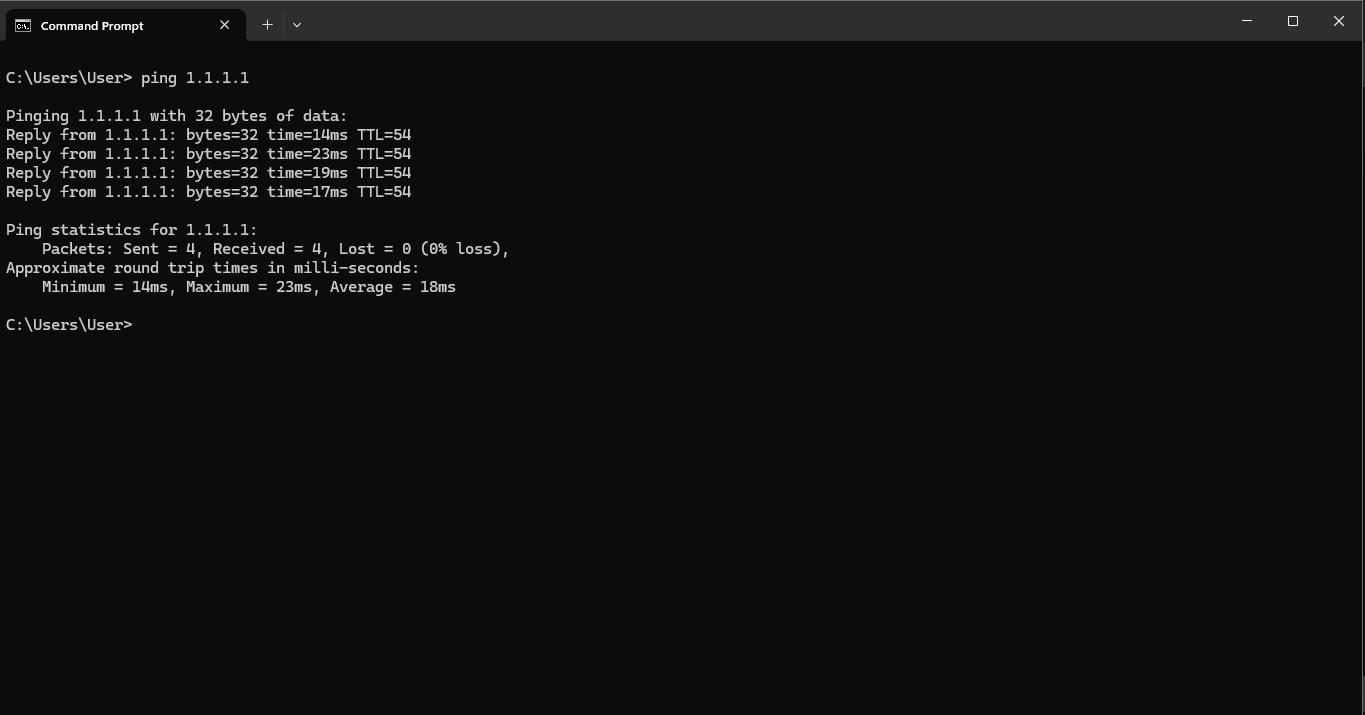 Command Prompt
C:\Users\User> ping 1.1.1.1
Pinging 1.1.1.1 with 32 bytes of data:
Reply from 1.1.1.1: bytes=32 time=14ms TTL=54
Reply from 1.1.1.1: bytes=32 time=23ms TTL=54
Reply from 1.1.1.1: bytes=32 time=19ms TTL=54
Reply from 1.1.1.1: bytes=32 time=17ms TTL=54
Ping statistics for 1.1.1.1:
    Packets: Sent = 4, Received = 4, Lost = 0 (0% loss),
Approximate round trip times in milli-seconds:
    Minimum = 14ms, Maximum = 23ms, Average = 18ms
C:\Users\User>